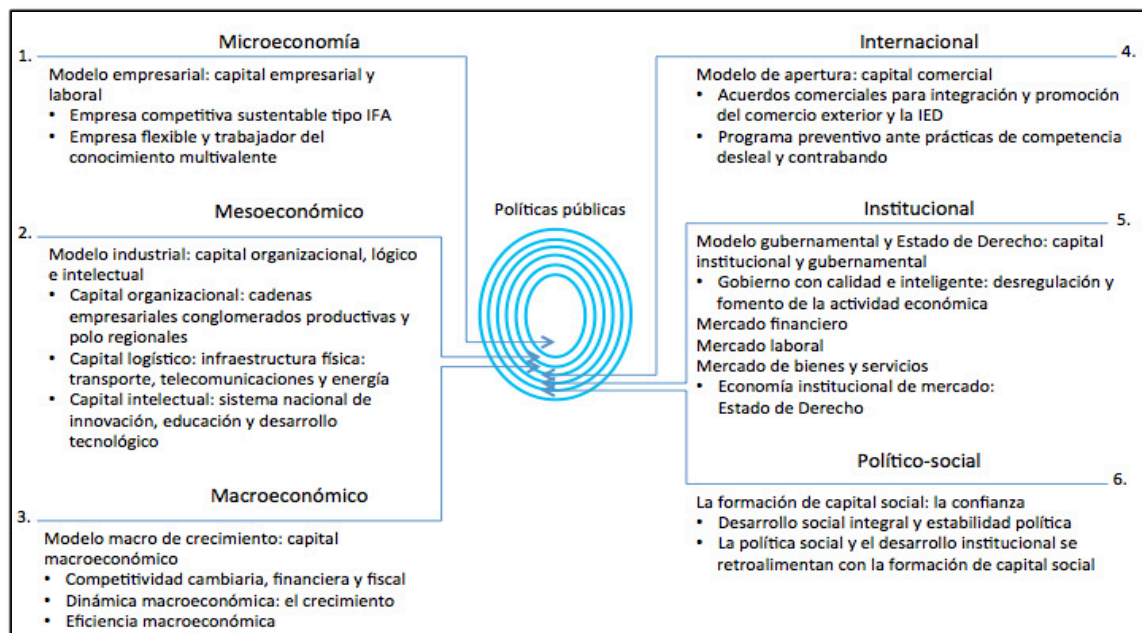 Microeconomía
1.
Modelo empresarial: capital empresarial y
laboral
• Empresa competitiva sustentable tipo IFA
• Empresa flexible y trabajador del
conocimiento multivalente
Mesoeconómico
2.
Modelo industrial: capital organizacional, lógico
e intelectual
• Capital organizacional: cadenas
empresariales conglomerados productivas y
polo regionales
• Capital logístico: infraestructura física:
transporte, telecomunicaciones y energía
• Capital intelectual: sistema nacional de
innovación, educación y desarrollo
tecnológico
Macroeconómico
3.
Modelo macro de crecimiento: capital
macroeconómico
• Competitividad cambiaria, financiera y fiscal
• Dinámica macroeconómica: el crecimiento
• Eficiencia macroeconómica
Políticas públicas
Internacional
4.
Modelo de apertura: capital comercial
• Acuerdos comerciales para integración y promoción
del comercio exterior y la IED
• Programa preventivo ante prácticas de competencia
desleal y contrabando
Institucional
5.
Modelo gubernamental y Estado de Derecho: capital
institucional y gubernamental
• Gobierno con calidad e inteligente: desregulación y
fomento de la actividad económica
Mercado financiero
Mercado laboral
Mercado de bienes y servicios
• Economía institucional de mercado:
Estado de Derecho
Político-social
6.
La formación de capital social: la confianza
• Desarrollo social integral y estabilidad política
• La política social y el desarrollo institucional se
retroalimentan con la formación de capital social